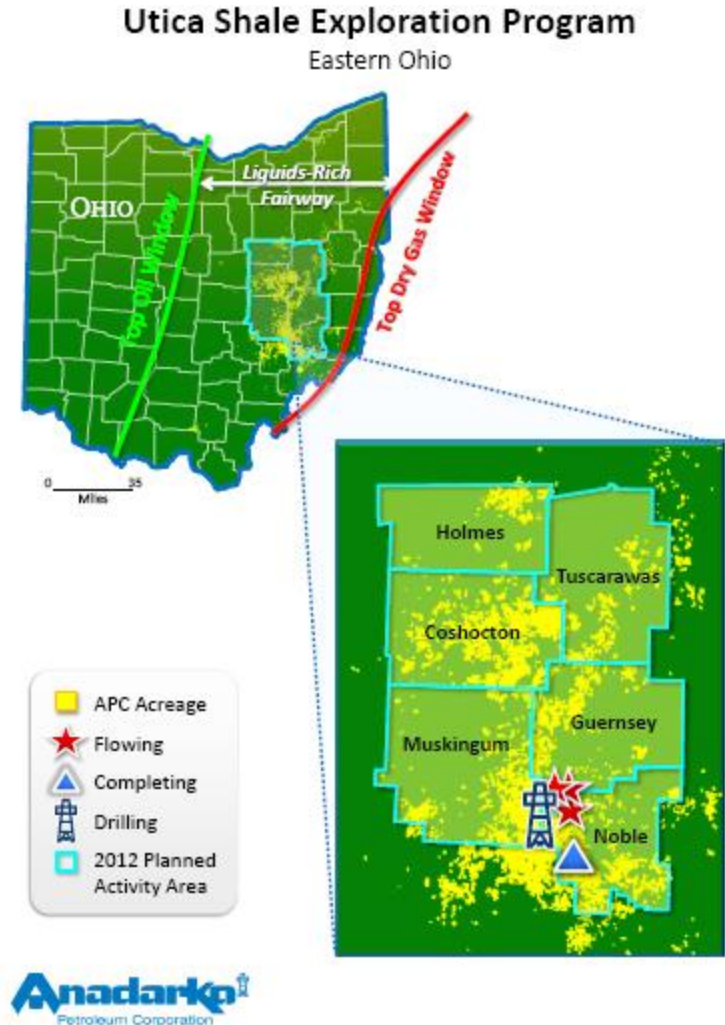 Utica Shale Exploration Program
Eastern Ohio
Liquids-Rich
Fairway
OHIO
Top Oil Window
Top Dry Gas Window
0 35
Miles
Holmes
Tuscarawas
Coshocton
Guernsey
Muskingum
Noble
APC Acreage
Flowing
Completing
Drilling
2012 Planned
Activity Area
Anadarko
Petroleum Corporation